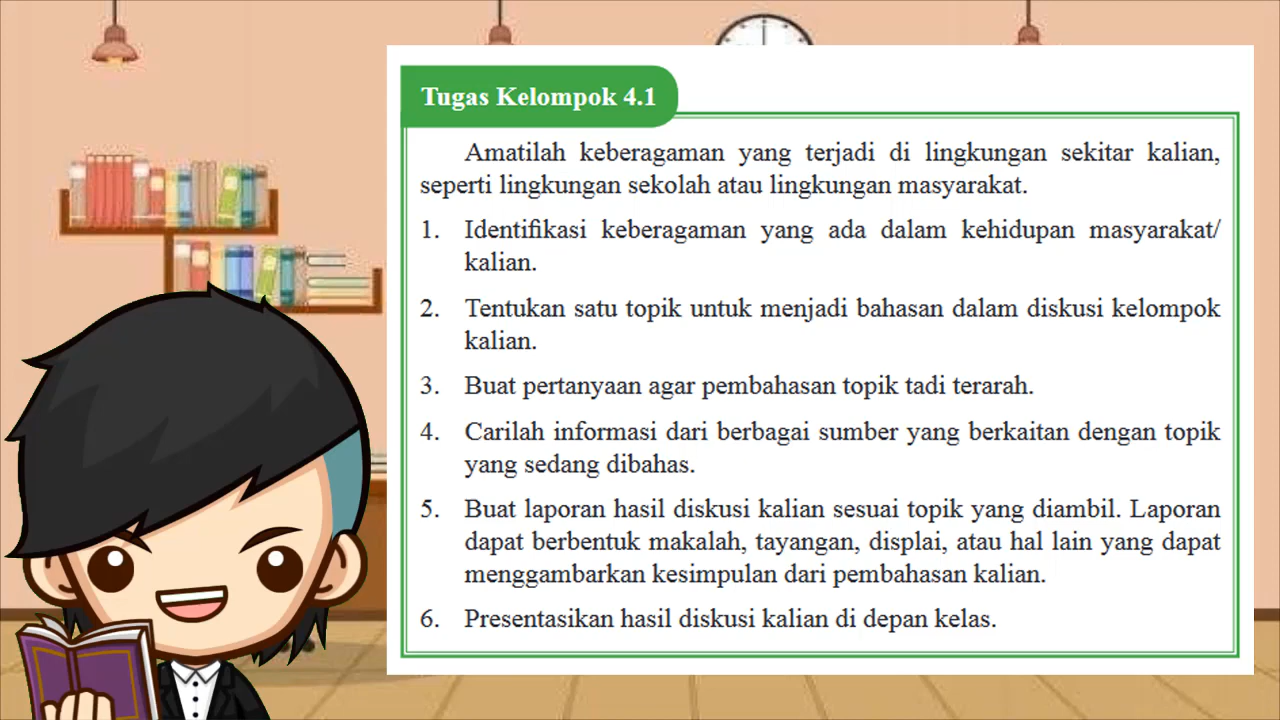 Tugas Kelompok 4.1
Amatilah keberagaman yang terjadi di lingkungan sekitar kalian,
seperti lingkungan sekolah atau lingkungan masyarakat.
1. Identifikasi keberagaman yang ada dalam kehidupan masyarakat/
kalian.
2. Tentukan satu topik untuk menjadi bahasan dalam diskusi kelompok
kalian.
3. Buat pertanyaan agar pembahasan topik tadi terarah.
4. Carilah informasi dari berbagai sumber yang berkaitan dengan topik
yang sedang dibahas.
5. Buat laporan hasil diskusi kalian sesuai topik yang diambil. Laporan
dapat berbentuk makalah, tayangan, displai, atau hal lain yang dapat
menggambarkan kesimpulan dari pembahasan kalian.
6. Presentasikan hasil diskusi kalian di depan kelas.